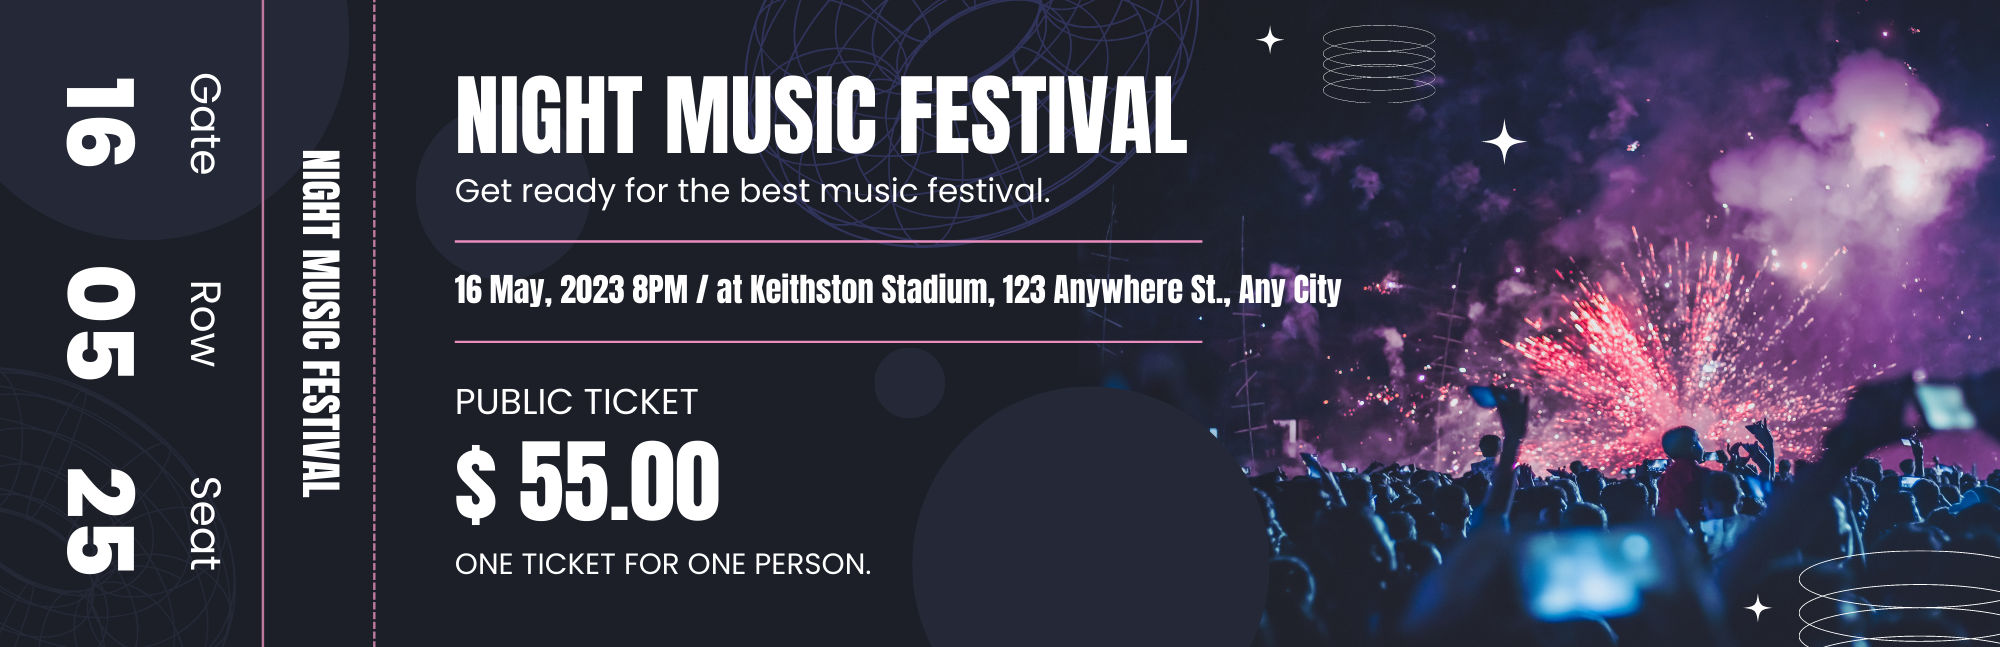 Gate
16
Row
05
Seat
25
NIGHT MUSIC FESTIVAL
NIGHT MUSIC FESTIVAL
Get ready for the best music festival.
16 May, 2023 8PM / at Keithston Stadium, 123 Anywhere St., Any City
PUBLIC TICKET
$ 55.00
ONE TICKET FOR ONE PERSON.